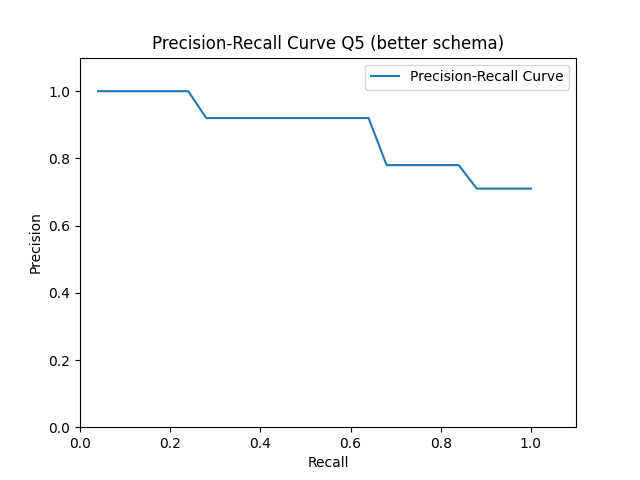 Precision-Recall Curve Q5 (better schema)
Precision-Recall Curve
1.0
0.8
0.6
0.4
0.2
0.0
Precision
0.0 0.2 0.4 0.6 0.8 1.0
Recall